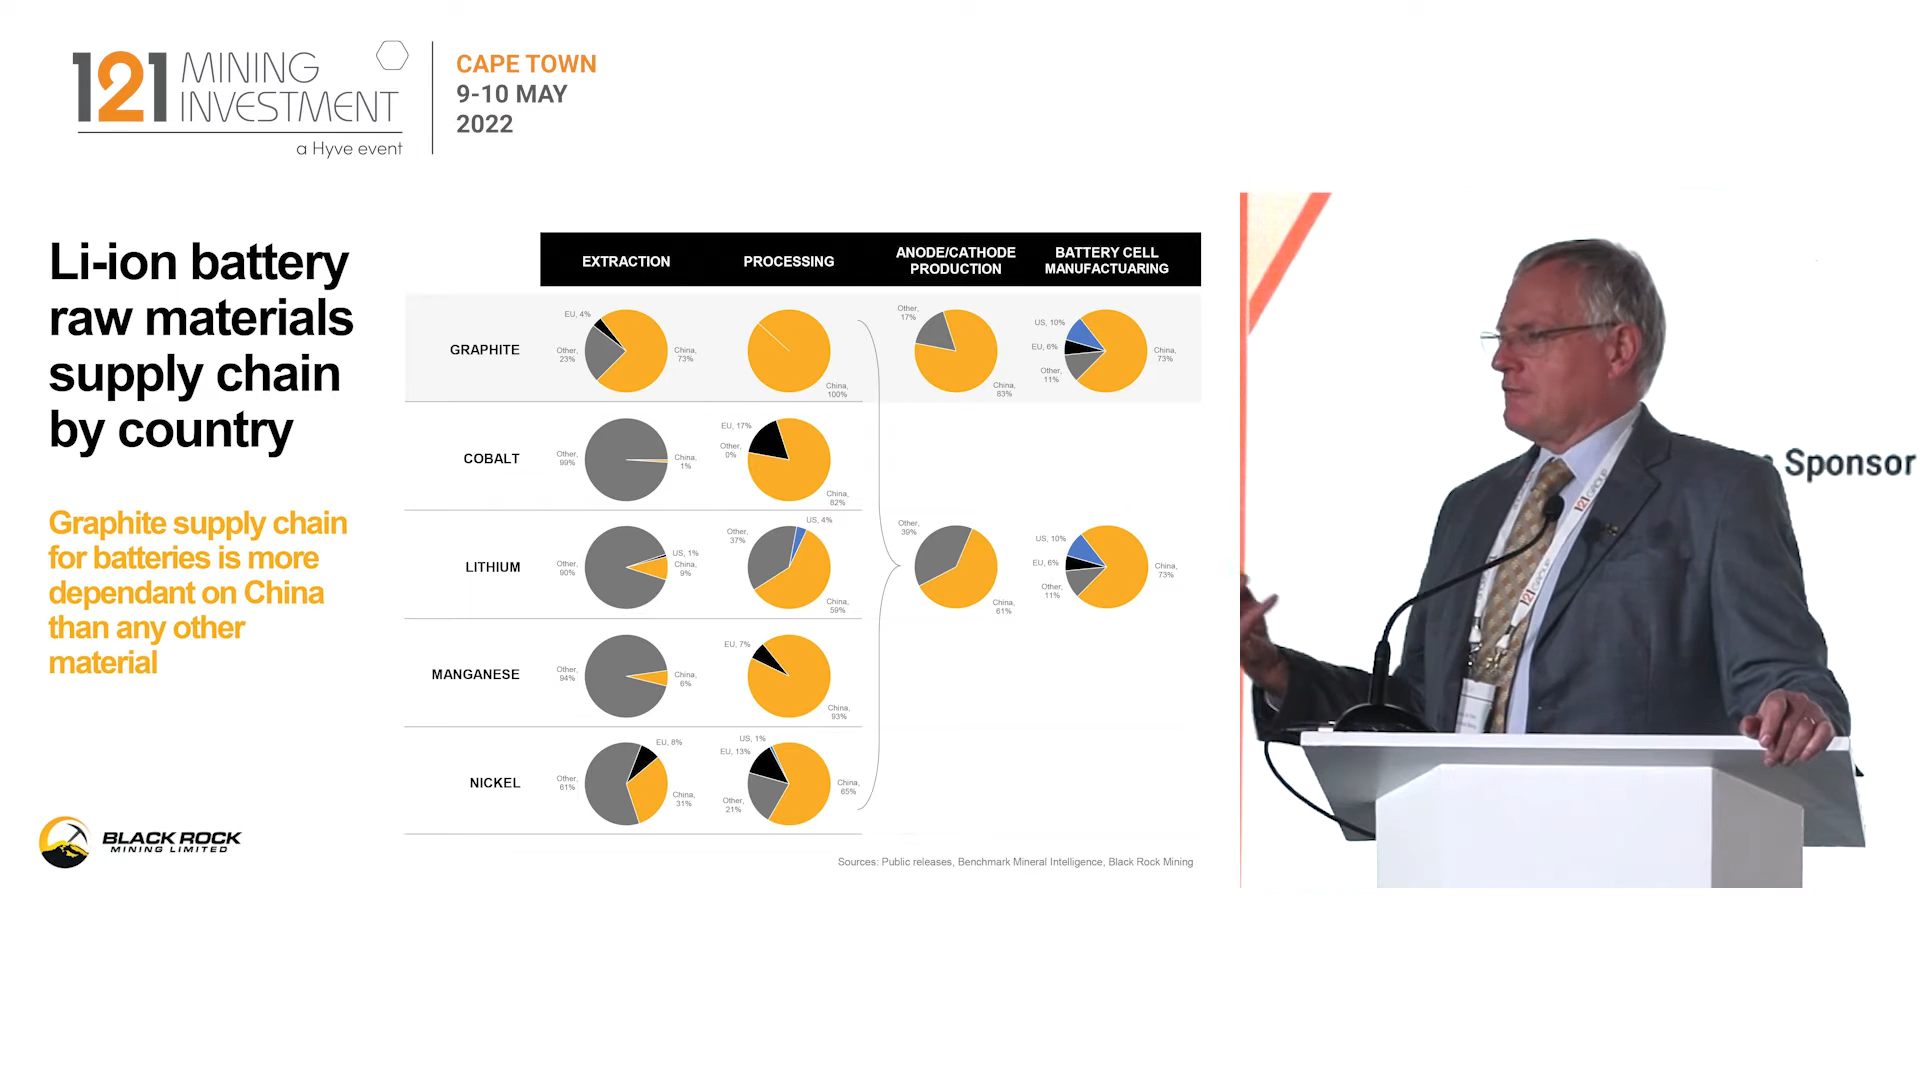 121 MINING
INVESTMENT
a Hyve event
CAPE TOWN
9-10 MAY
2022
Li-ion battery
raw materials
supply chain
by country
Graphite supply chain
for batteries is more
dependant on China
than any other
material
BLACK ROCK
MINING LIMITED
EXTRACTION
PROCESSING
ANODE/CATHODE
PRODUCTION
BATTERY CELL
MANUFACTUARING
GRAPHITE
EU, 4%
Other,
23%
China,
73%
China,
100%
Other,
17%
China,
83%
US, 10%
EU, 6%
Other,
11%
China,
73%
COBALT
Other,
99%
China,
1%
EU, 17%
Other,
0%
China,
82%
LITHIUM
Other,
90%
US, 1%
China,
9%
Other,
37%
US, 4%
China,
59%
Other,
39%
China,
61%
US, 10%
EU, 6%
Other,
11%
China,
73%
MANGANESE
Other,
94%
China,
6%
EU, 7%
China,
93%
NICKEL
Other,
61%
EU, 8%
China,
31%
US, 1%
EU, 13%
Other,
21%
China,
65%
Sources: Public releases, Benchmark Mineral Intelligence, Black Rock Mining
Sponsor
121 GROUP
121 GROUP